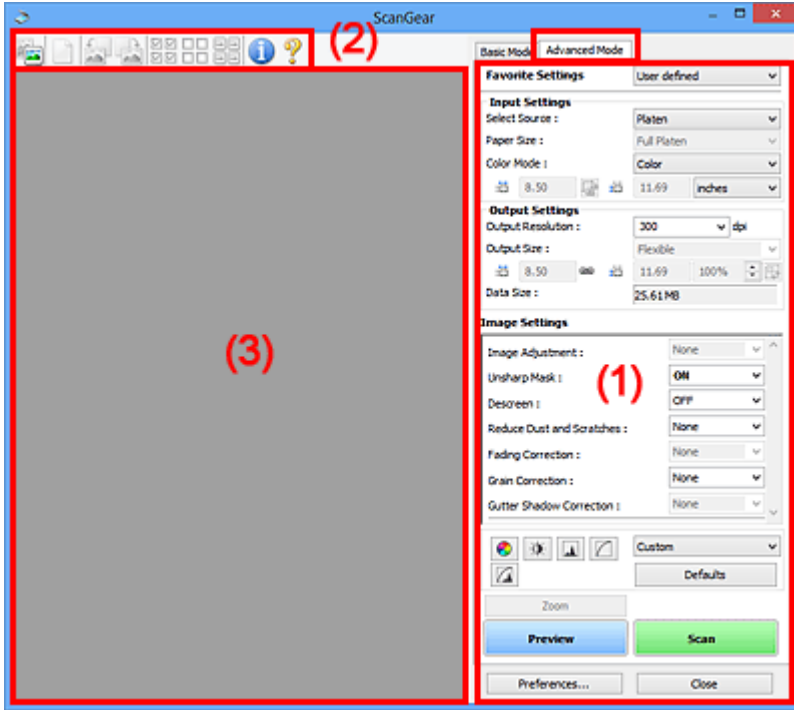 ScanGear
(2)
Basic Mode Advanced Mode
Favorite Settings User defined
Input Settings
Select Source : Platen
Paper Size : Full Platen
Color Mode : Color
8.50 11.69 inches
Output Settings
Output Resolution : 300 dpi
Output Size : Flexible
8.50 11.69 100%
Data Size : 25.61 MB
Image Settings
Image Adjustment : None
(3)
Unsharp Mask : ON
(1)
Descreen : OFF
Reduce Dust and Scratches : None
Fading Correction : None
Grain Correction : None
Gutter Shadow Correction : None
Custom
Defaults
Zoom
Preview Scan
Preferences... Close